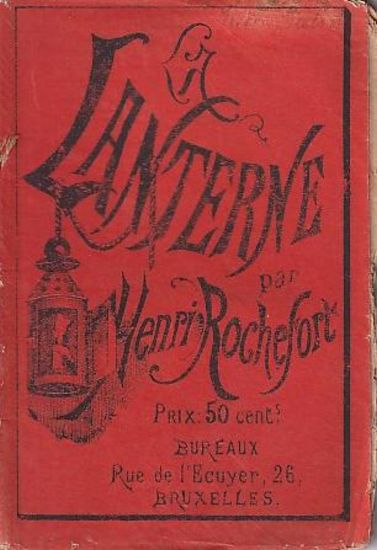 La
Lanterne
par
Henri Rochefort
Prix: 50 cent.s
BUREAUX
Rue de l'Ecuyer, 26,
BRUXELLES.